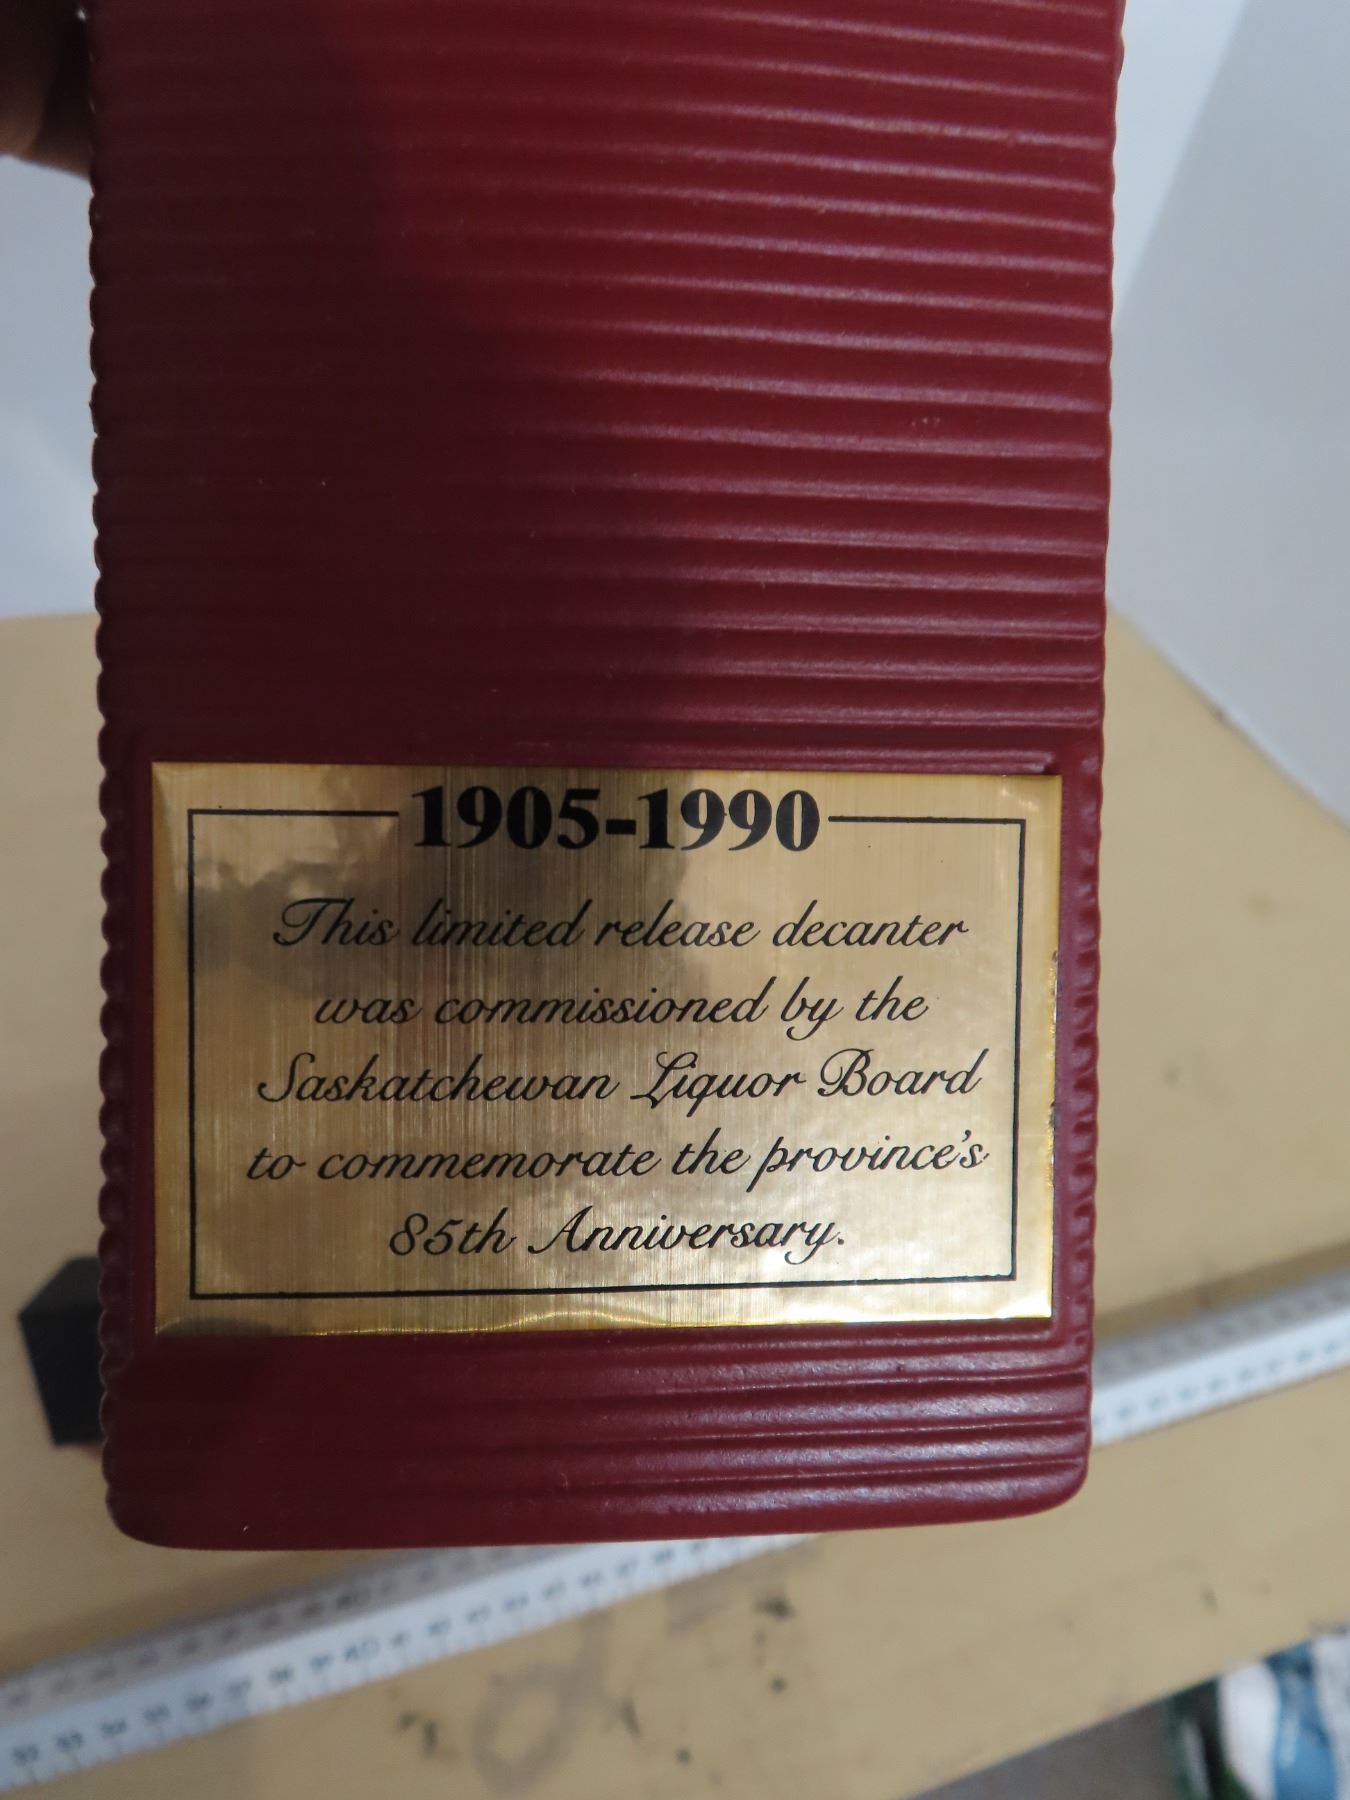 1905-1990
This limited release decanter
was commissioned by the
Saskatchewan Liquor Board
to commemorate the province's
85th Anniversary.